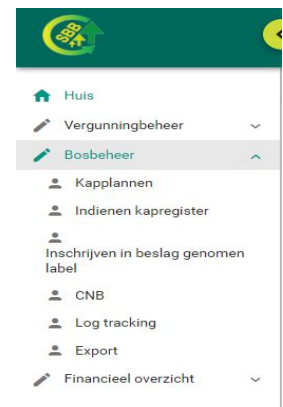 SBB
Huis
Vergunningbeheer
Bosbeheer
Kapplannen
Indienen kapregister
Inschrijven in beslag genomen
label
CNB
Log tracking
Export
Financieel overzicht